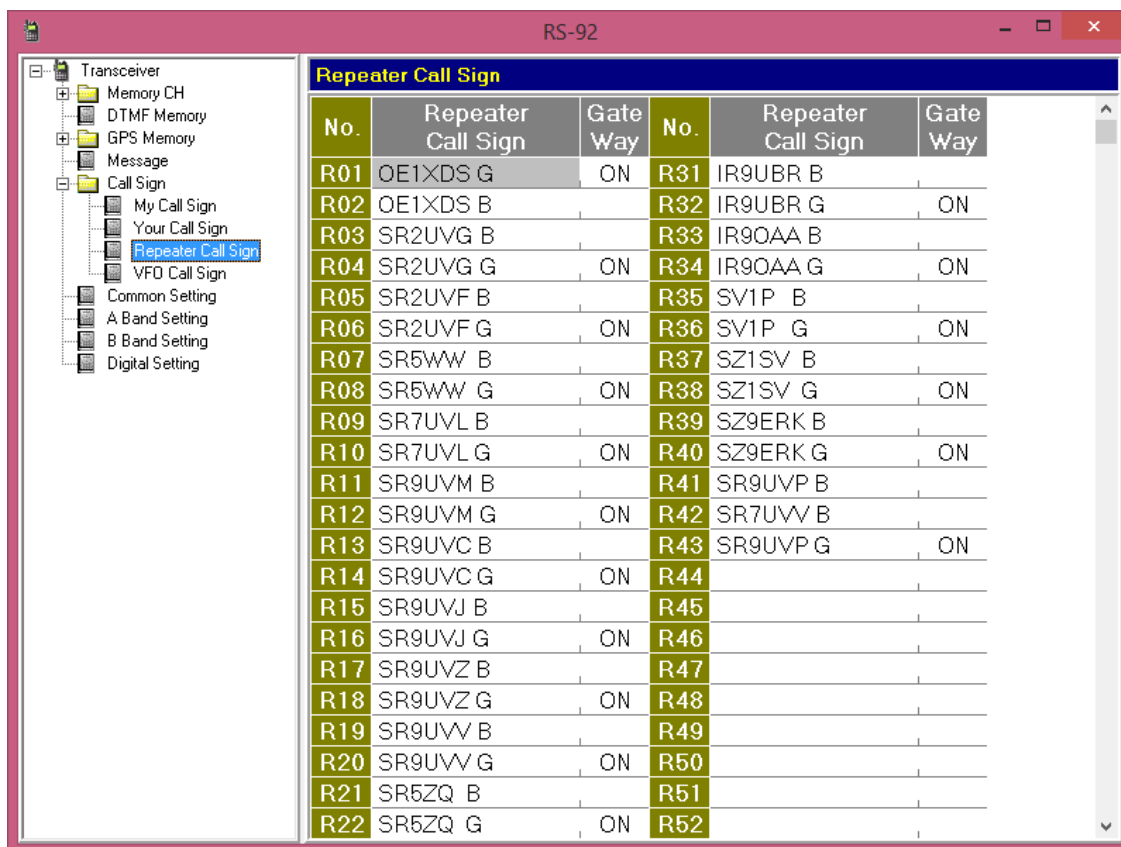 RS-92
Transceiver
Memory CH
DTMF Memory
GPS Memory
Message
Call Sign
My Call Sign
Your Call Sign
Repeater Call Sign
VFO Call Sign
Common Setting
A Band Setting
B Band Setting
Digital Setting
Repeater Call Sign
No. Repeater Call Sign Gate Way No. Repeater Call Sign Gate Way
R01 OE1XDS G ON R31 IR9UBR B
R02 OE1XDS B R32 IR9UBR G ON
R03 SR2UVG B R33 IR9OAA B
R04 SR2UVG G ON R34 IR9OAA G ON
R05 SR2UVF B R35 SV1P B
R06 SR2UVF G ON R36 SV1P G ON
R07 SR5WW B R37 SZ1SV B
R08 SR5WW G ON R38 SZ1SV G ON
R09 SR7UVL B R39 SZ9ERK B
R10 SR7UVL G ON R40 SZ9ERK G ON
R11 SR9UVM B R41 SR9UVP B
R12 SR9UVM G ON R42 SR7UVV B
R13 SR9UVC B R43 SR9UVP G ON
R14 SR9UVC G ON R44
R15 SR9UVJ B R45
R16 SR9UVJ G ON R46
R17 SR9UVZ B R47
R18 SR9UVZ G ON R48
R19 SR9UVV B R49
R20 SR9UVV G ON R50
R21 SR5ZQ B R51
R22 SR5ZQ G ON R52